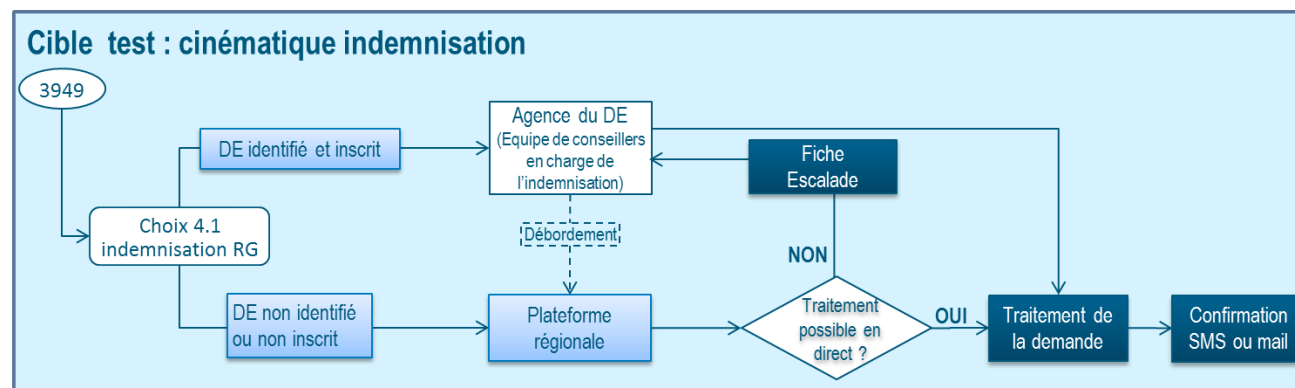 Cible test : cinématique indemnisation
3949
DE identifié et inscrit
Agence du DE
(Equipe de conseillers
en charge de
l'indemnisation)
Fiche
Escalade
Choix 4.1
indemnisation RG
Débordement
NON
DE non identifié
ou non inscrit
Plateforme
régionale
Traitement
possible en
direct ?
OUI
Traitement de
la demande
Confirmation
SMS ou mail